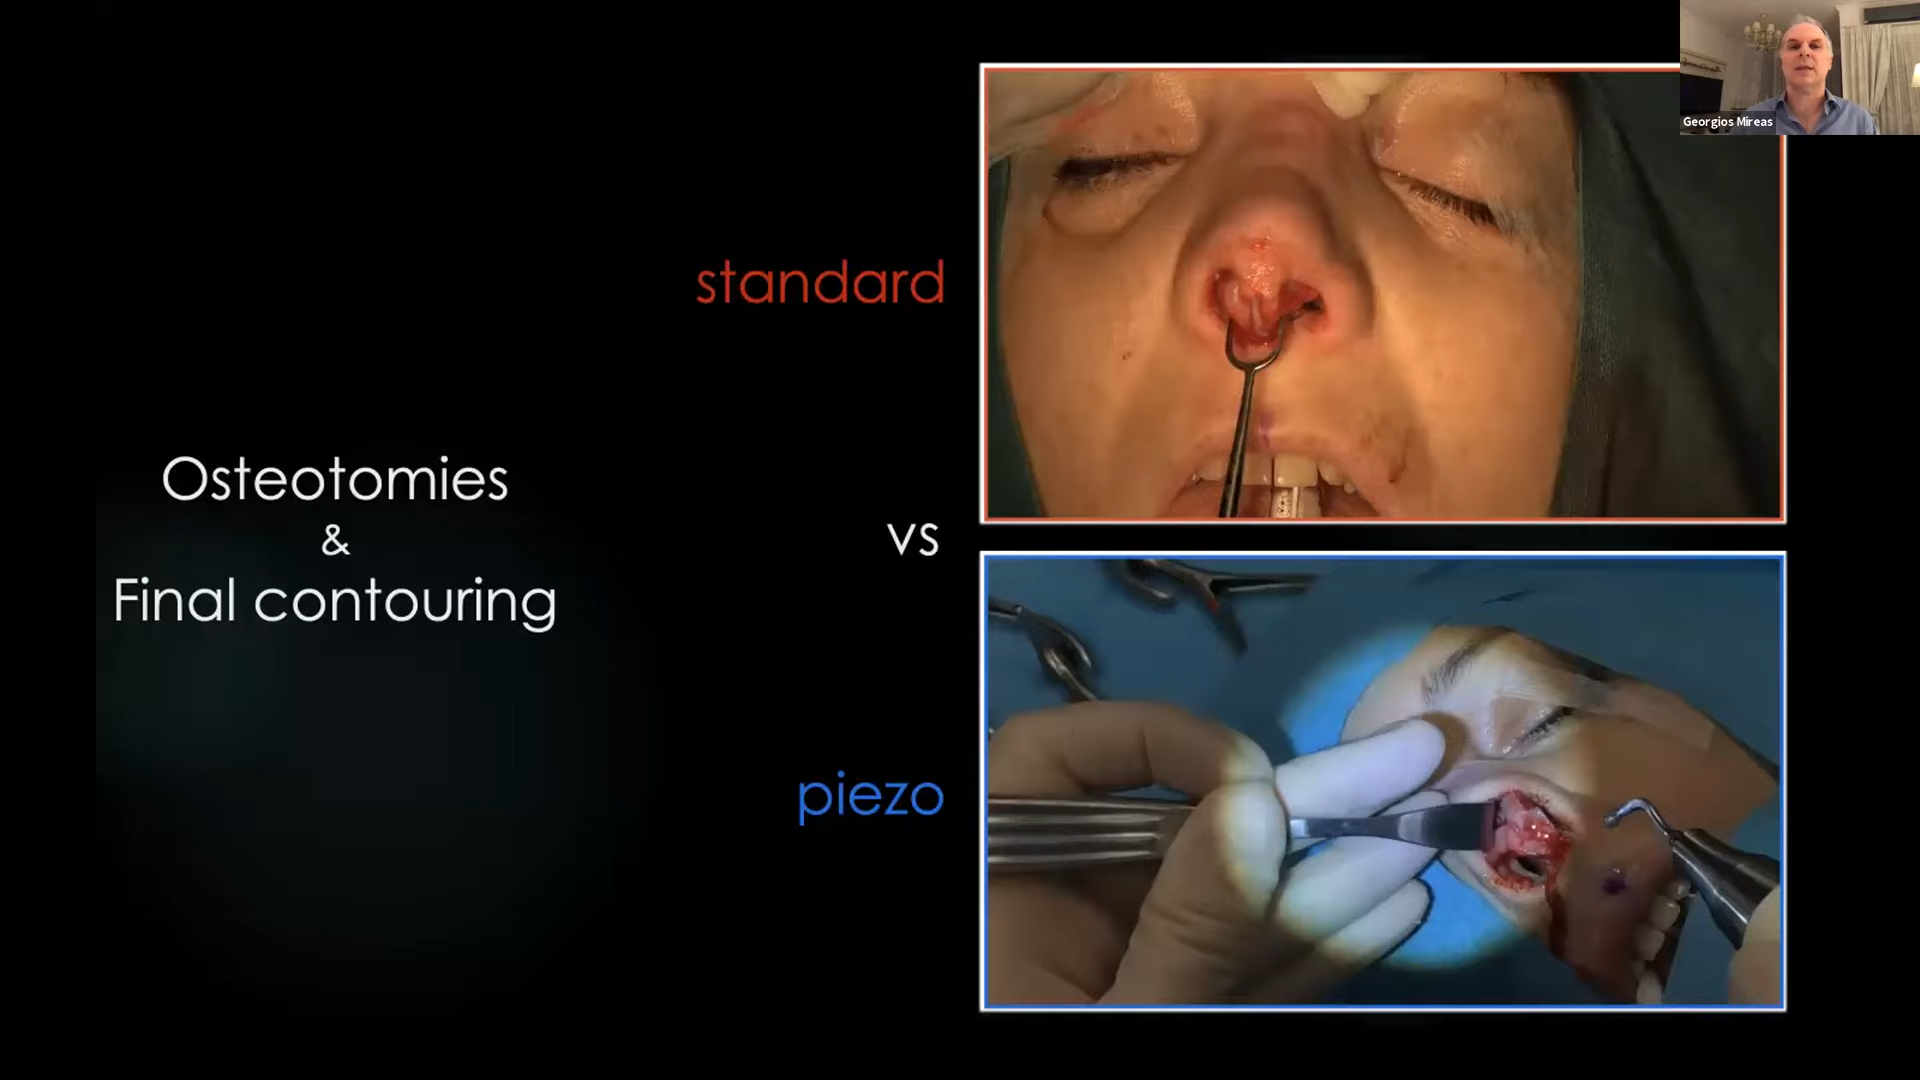 Georgios Mireas
standard
Osteotomies
&
Final contouring
vs
piezo